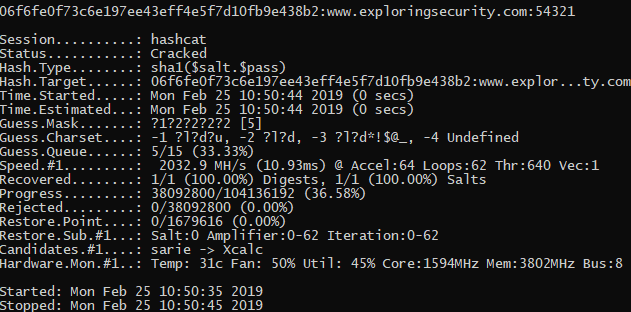 06f6fe0f73c6e197ee43eff4e5f7d10fb9e438b2:www.exploringsecurity.com:54321
Session..........: hashcat
Status...........: Cracked
Hash.Type........: sha1($salt.$pass)
Hash.Target......: 06f6fe0f73c6e197ee43eff4e5f7d10fb9e438b2:www.explor...ty.com
Time.Started.....: Mon Feb 25 10:50:44 2019 (0 secs)
Time.Estimated...: Mon Feb 25 10:50:44 2019 (0 secs)
Guess.Mask.......: ?1?2?2?2?2 [5]
Guess.Charset....: -1 ?l?d?u, -2 ?l?d, -3 ?l?d*!$@_, -4 Undefined
Guess.Queue......: 5/15 (33.33%)
Speed.#1.........:  2032.9 MH/s (10.93ms) @ Accel:64 Loops:62 Thr:640 Vec:1
Recovered........: 1/1 (100.00%) Digests, 1/1 (100.00%) Salts
Progress.........: 38092800/104136192 (36.58%)
Rejected.........: 0/38092800 (0.00%)
Restore.Point....: 0/1679616 (0.00%)
Restore.Sub.#1...: Salt:0 Amplifier:0-62 Iteration:0-62
Candidates.#1....: sarie -> Xcalc
Hardware.Mon.#1..: Temp: 31c Fan: 50% Util: 45% Core:1594MHz Mem:3802MHz Bus:8
Started: Mon Feb 25 10:50:35 2019
Stopped: Mon Feb 25 10:50:45 2019